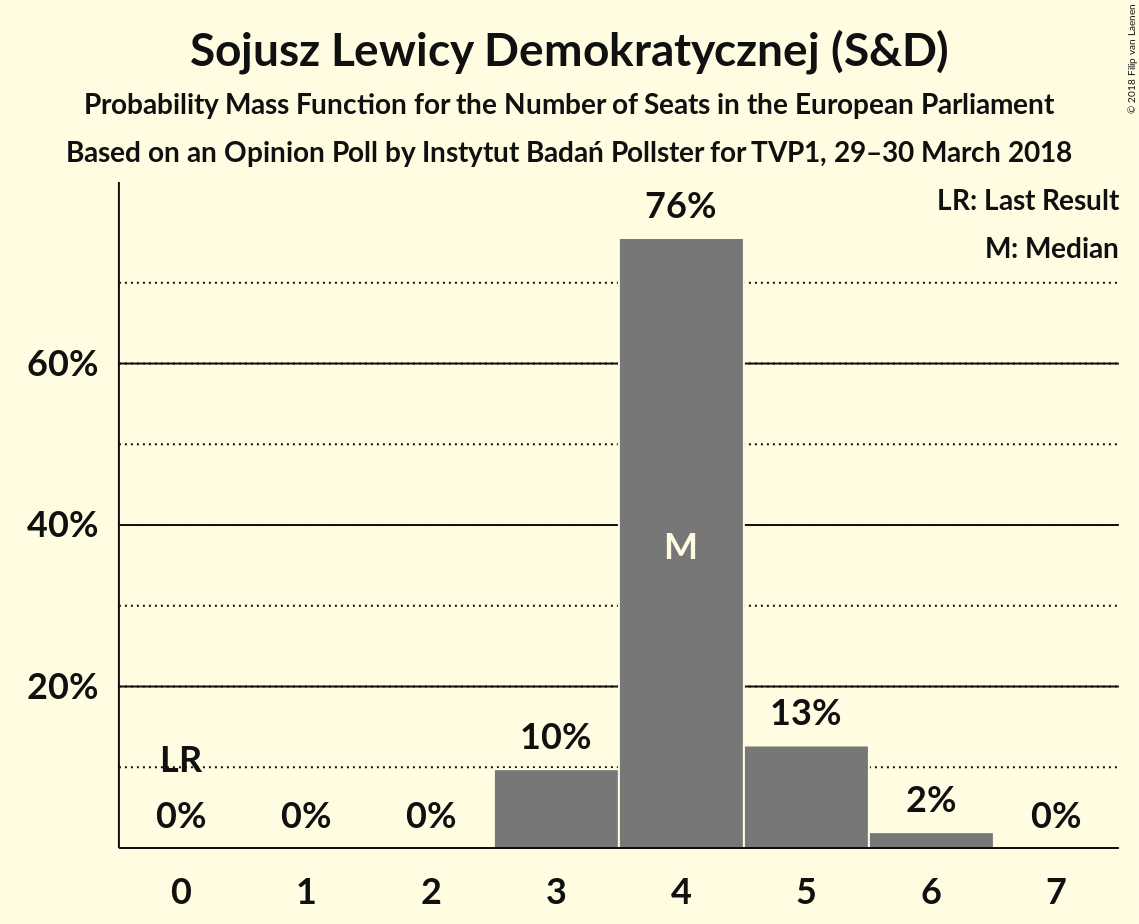 Sojusz Lewicy Demokratycznej (S&D)
Probability Mass Function for the Number of Seats in the European Parliament
Based on an Opinion Poll by Instytut Badań Pollster for TVP1, 29–30 March 2018
© 2018 Filip van Laenen
LR: Last Result
M: Median
76%
60%
40%
M
20%
13%
10%
LR
2%
0% 0% 0% 0%
0 1 2 3 4 5 6 7